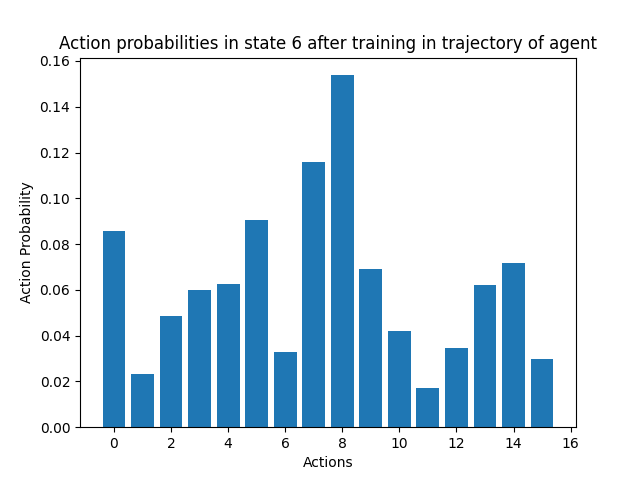 Action probabilities in state 6 after training in trajectory of agent
0.16
0.14
0.12
0.10
0.08
0.06
0.04
0.02
0.00
Action Probability
0 2 4 6 8 10 12 14 16
Actions